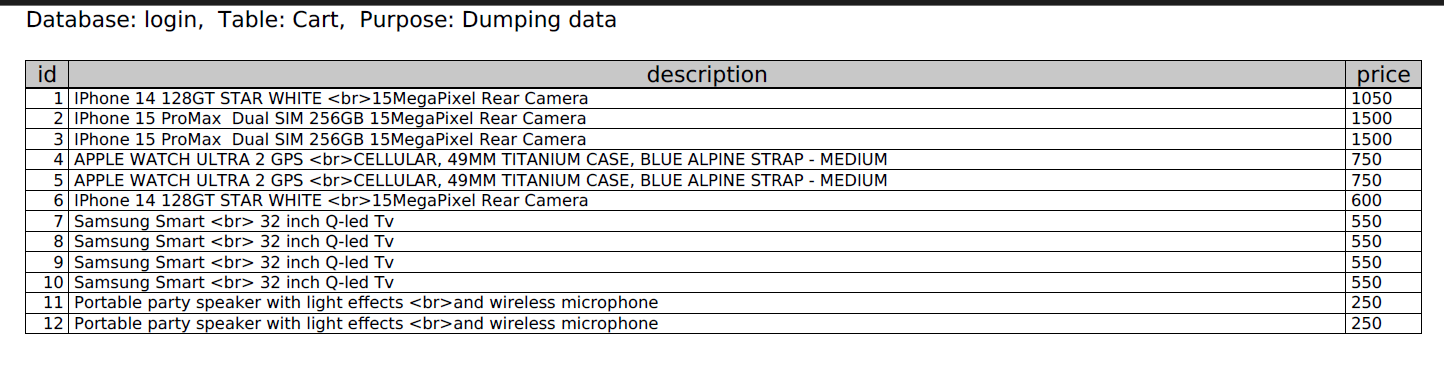 Database: login,  Table: Cart,  Purpose: Dumping data
id description price
1 IPhone 14 128GT STAR WHITE <br>15MegaPixel Rear Camera 1050
2 IPhone 15 ProMax  Dual SIM 256GB 15MegaPixel Rear Camera 1500
3 IPhone 15 ProMax  Dual SIM 256GB 15MegaPixel Rear Camera 1500
4 APPLE WATCH ULTRA 2 GPS <br>CELLULAR, 49MM TITANIUM CASE, BLUE ALPINE STRAP - MEDIUM 750
5 APPLE WATCH ULTRA 2 GPS <br>CELLULAR, 49MM TITANIUM CASE, BLUE ALPINE STRAP - MEDIUM 750
6 IPhone 14 128GT STAR WHITE <br>15MegaPixel Rear Camera 600
7 Samsung Smart <br> 32 inch Q-led Tv 550
8 Samsung Smart <br> 32 inch Q-led Tv 550
9 Samsung Smart <br> 32 inch Q-led Tv 550
10 Samsung Smart <br> 32 inch Q-led Tv 550
11 Portable party speaker with light effects <br>and wireless microphone 250
12 Portable party speaker with light effects <br>and wireless microphone 250